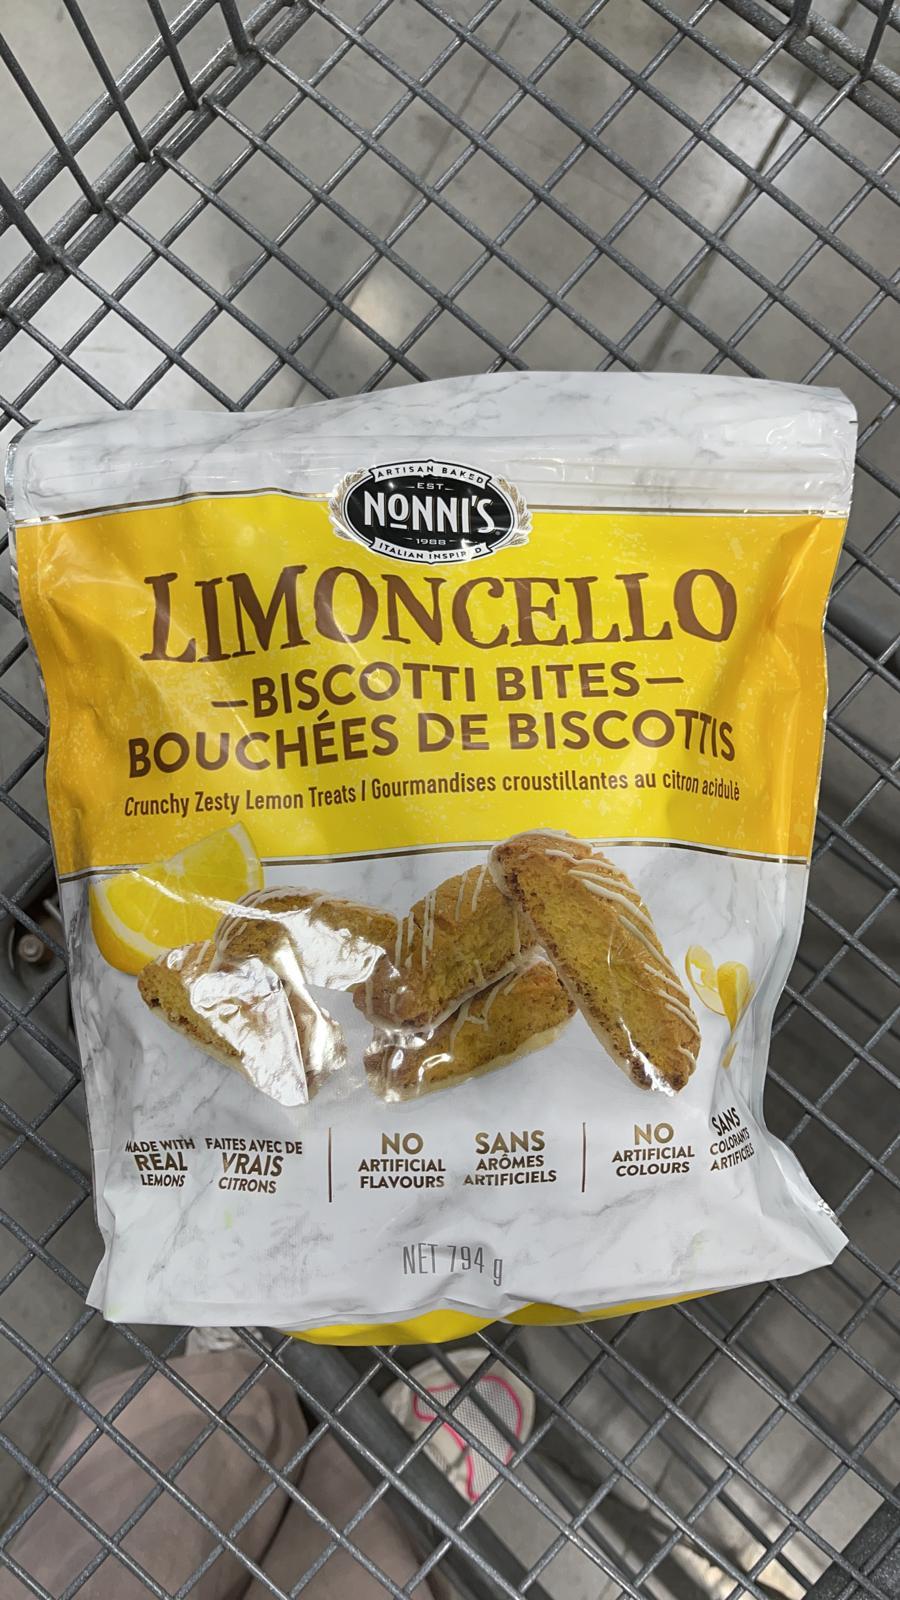 ARTISAN BAKED
EST
NONNI'S
1988
ITALIAN INSPIR D
LIMONCELLO
—BISCOTTI BITES—
BOUCHÉES DE BISCOTTIS
Crunchy Zesty Lemon Treats | Gourmandises croustillantes au citron acidulé
MADE WITH
REAL
LEMONS
FAITES AVEC DE
VRAIS
CITRONS
NO
ARTIFICIAL
FLAVOURS
SANS
ARÔMES
ARTIFICIELS
NO
ARTIFICIAL
COLOURS
SANS
COLORANTS
ARTIFICIELS
NET 794 g